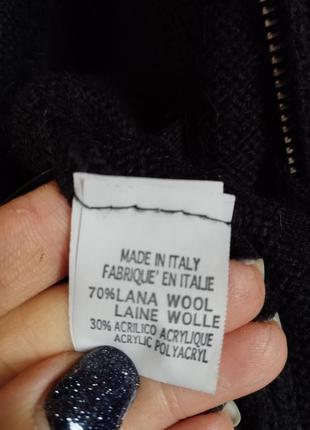 MADE IN ITALY
FABRIQUE' EN ITALIE
70%LANA WOOL
LAINE WOLLE
30% ACRILICO ACRYLIQUE
ACRYLIC POLYACRYL